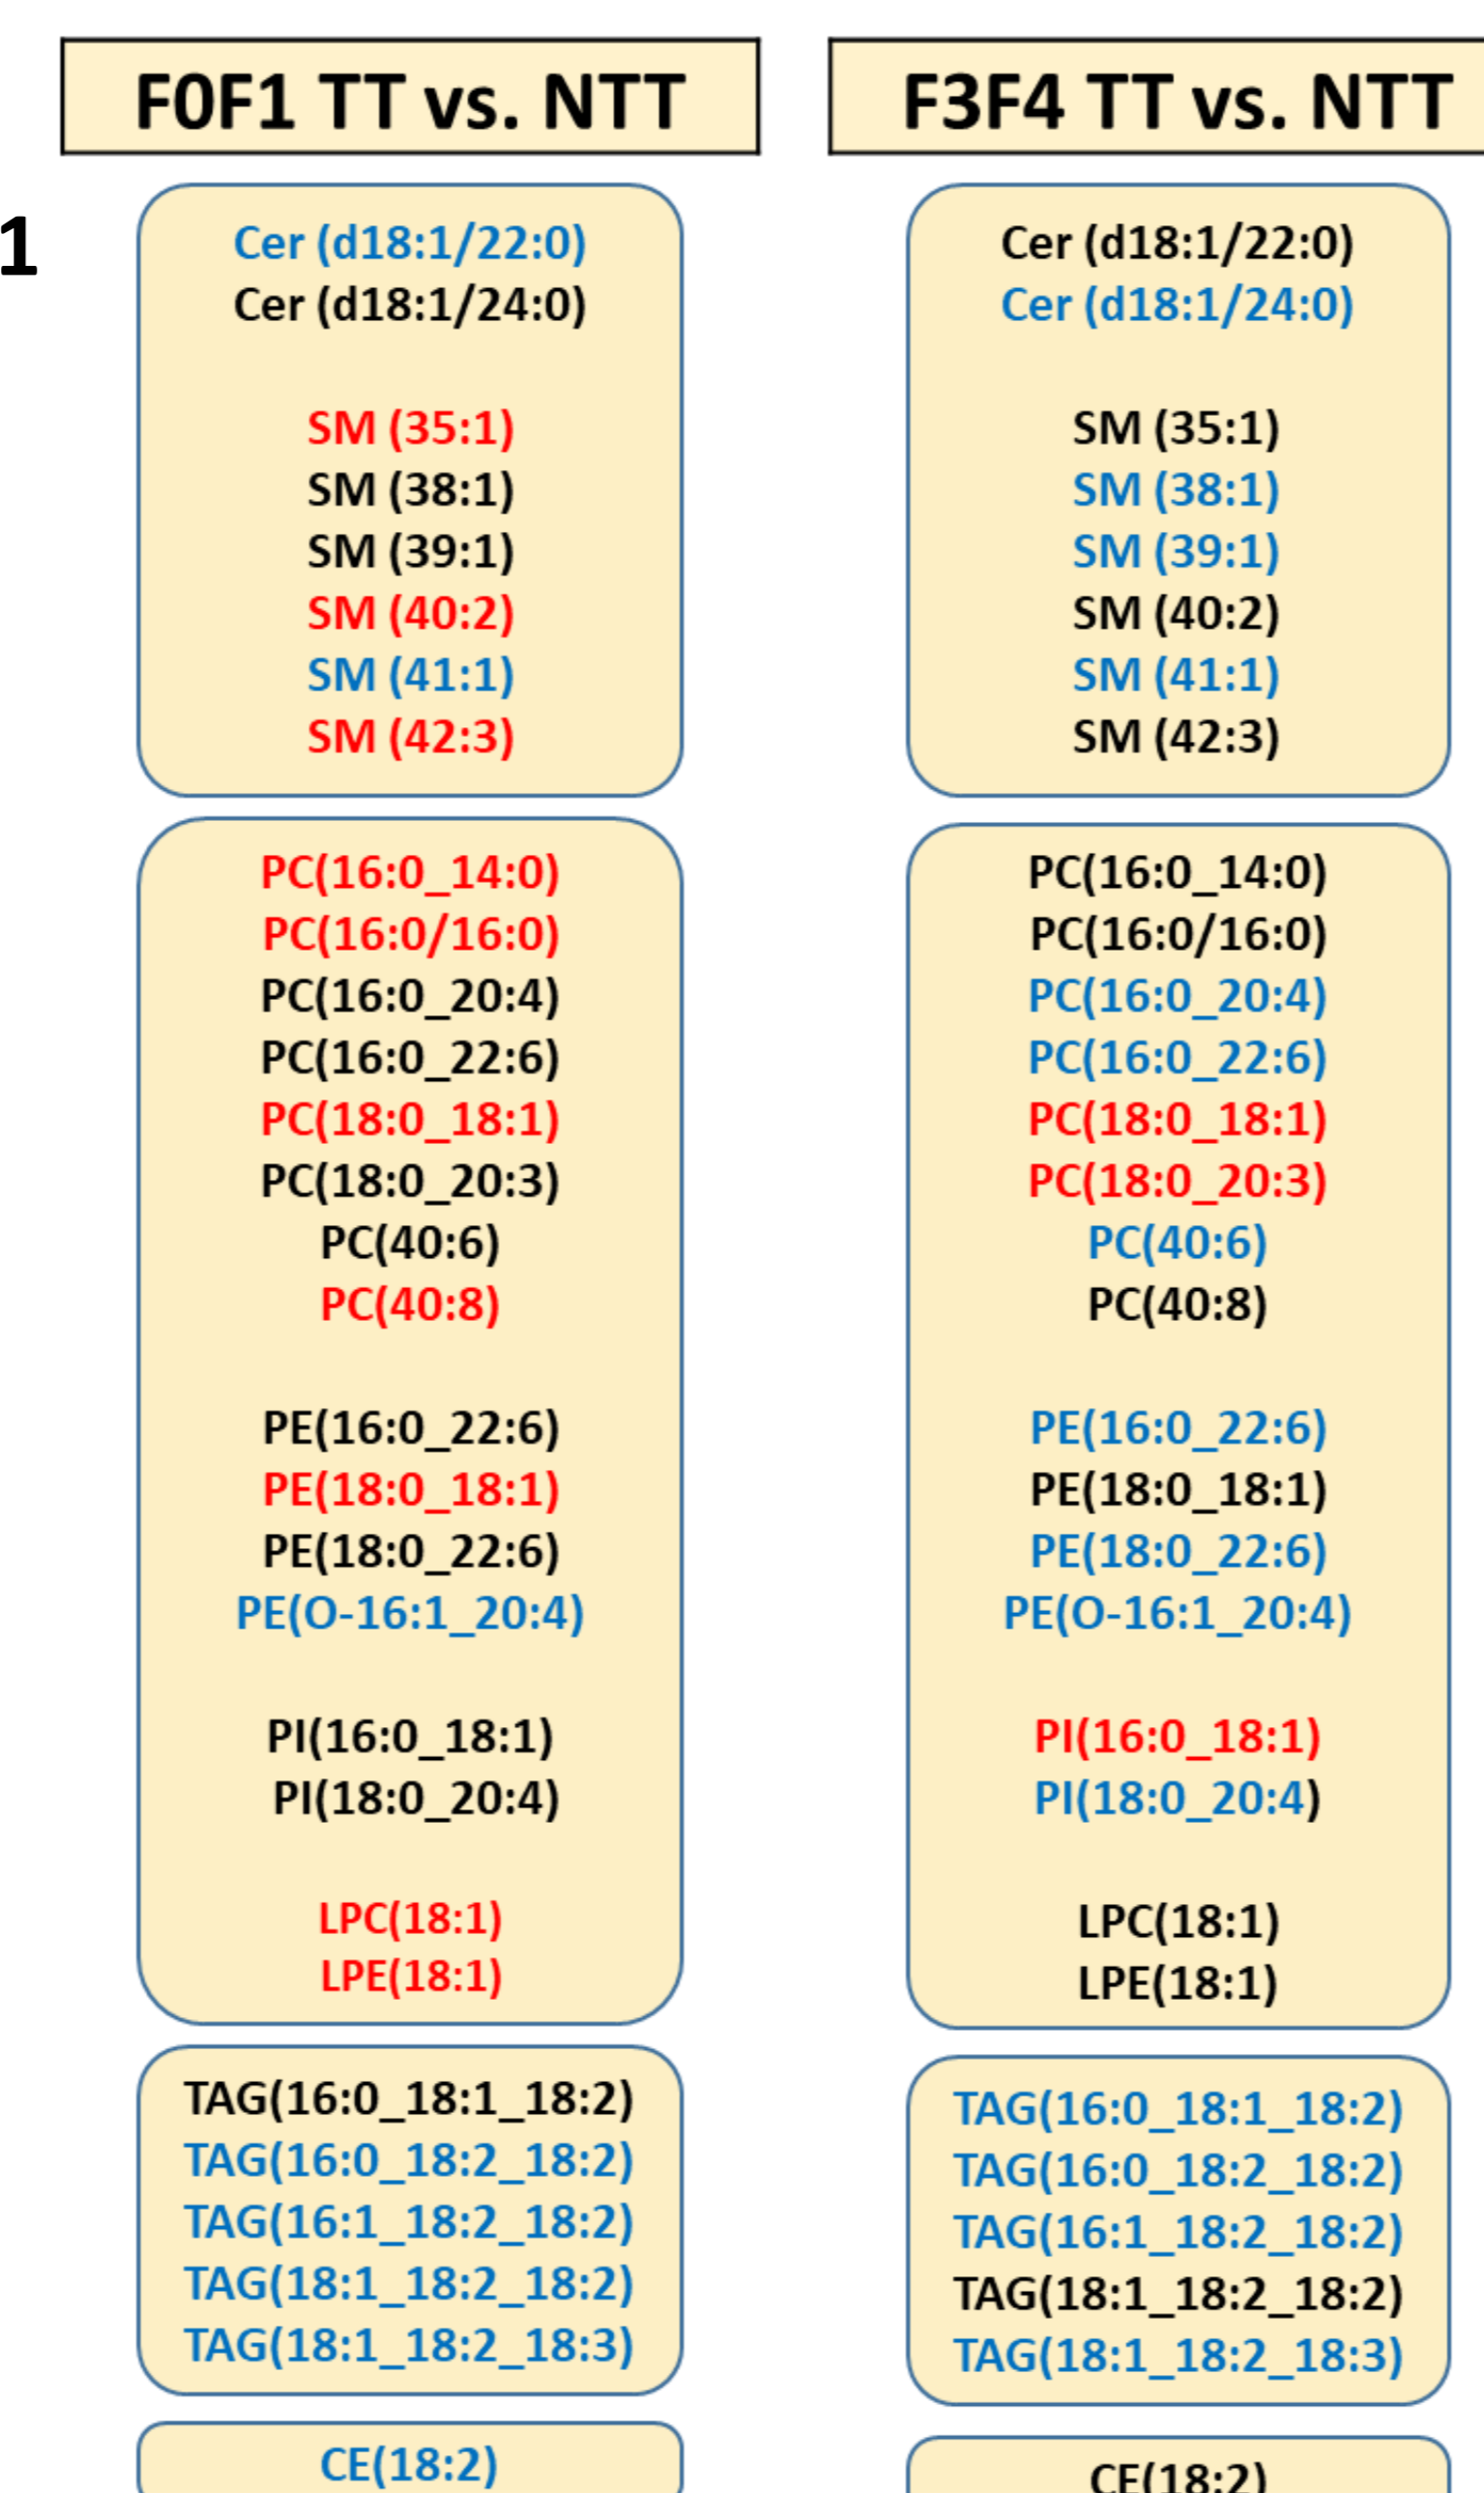 F0F1 TT vs. NTT
F3F4 TT vs. NTT
1
Cer (d18:1/22:0)
Cer (d18:1/24:0)
SM (35:1)
SM (38:1)
SM (39:1)
SM (40:2)
SM (41:1)
SM (42:3)
PC(16:0_14:0)
PC(16:0/16:0)
PC(16:0_20:4)
PC(16:0_22:6)
PC(18:0_18:1)
PC(18:0_20:3)
PC(40:6)
PC(40:8)
PE(16:0_22:6)
PE(18:0_18:1)
PE(18:0_22:6)
PE(O-16:1_20:4)
PI(16:0_18:1)
PI(18:0_20:4)
LPC(18:1)
LPE(18:1)
TAG(16:0_18:1_18:2)
TAG(16:0_18:2_18:2)
TAG(16:1_18:2_18:2)
TAG(18:1_18:2_18:2)
TAG(18:1_18:2_18:3)
CE(18:2)
Cer (d18:1/22:0)
Cer (d18:1/24:0)
SM (35:1)
SM (38:1)
SM (39:1)
SM (40:2)
SM (41:1)
SM (42:3)
PC(16:0_14:0)
PC(16:0/16:0)
PC(16:0_20:4)
PC(16:0_22:6)
PC(18:0_18:1)
PC(18:0_20:3)
PC(40:6)
PC(40:8)
PE(16:0_22:6)
PE(18:0_18:1)
PE(18:0_22:6)
PE(O-16:1_20:4)
PI(16:0_18:1)
PI(18:0_20:4)
LPC(18:1)
LPE(18:1)
TAG(16:0_18:1_18:2)
TAG(16:0_18:2_18:2)
TAG(16:1_18:2_18:2)
TAG(18:1_18:2_18:2)
TAG(18:1_18:2_18:3)
CE(18:2)